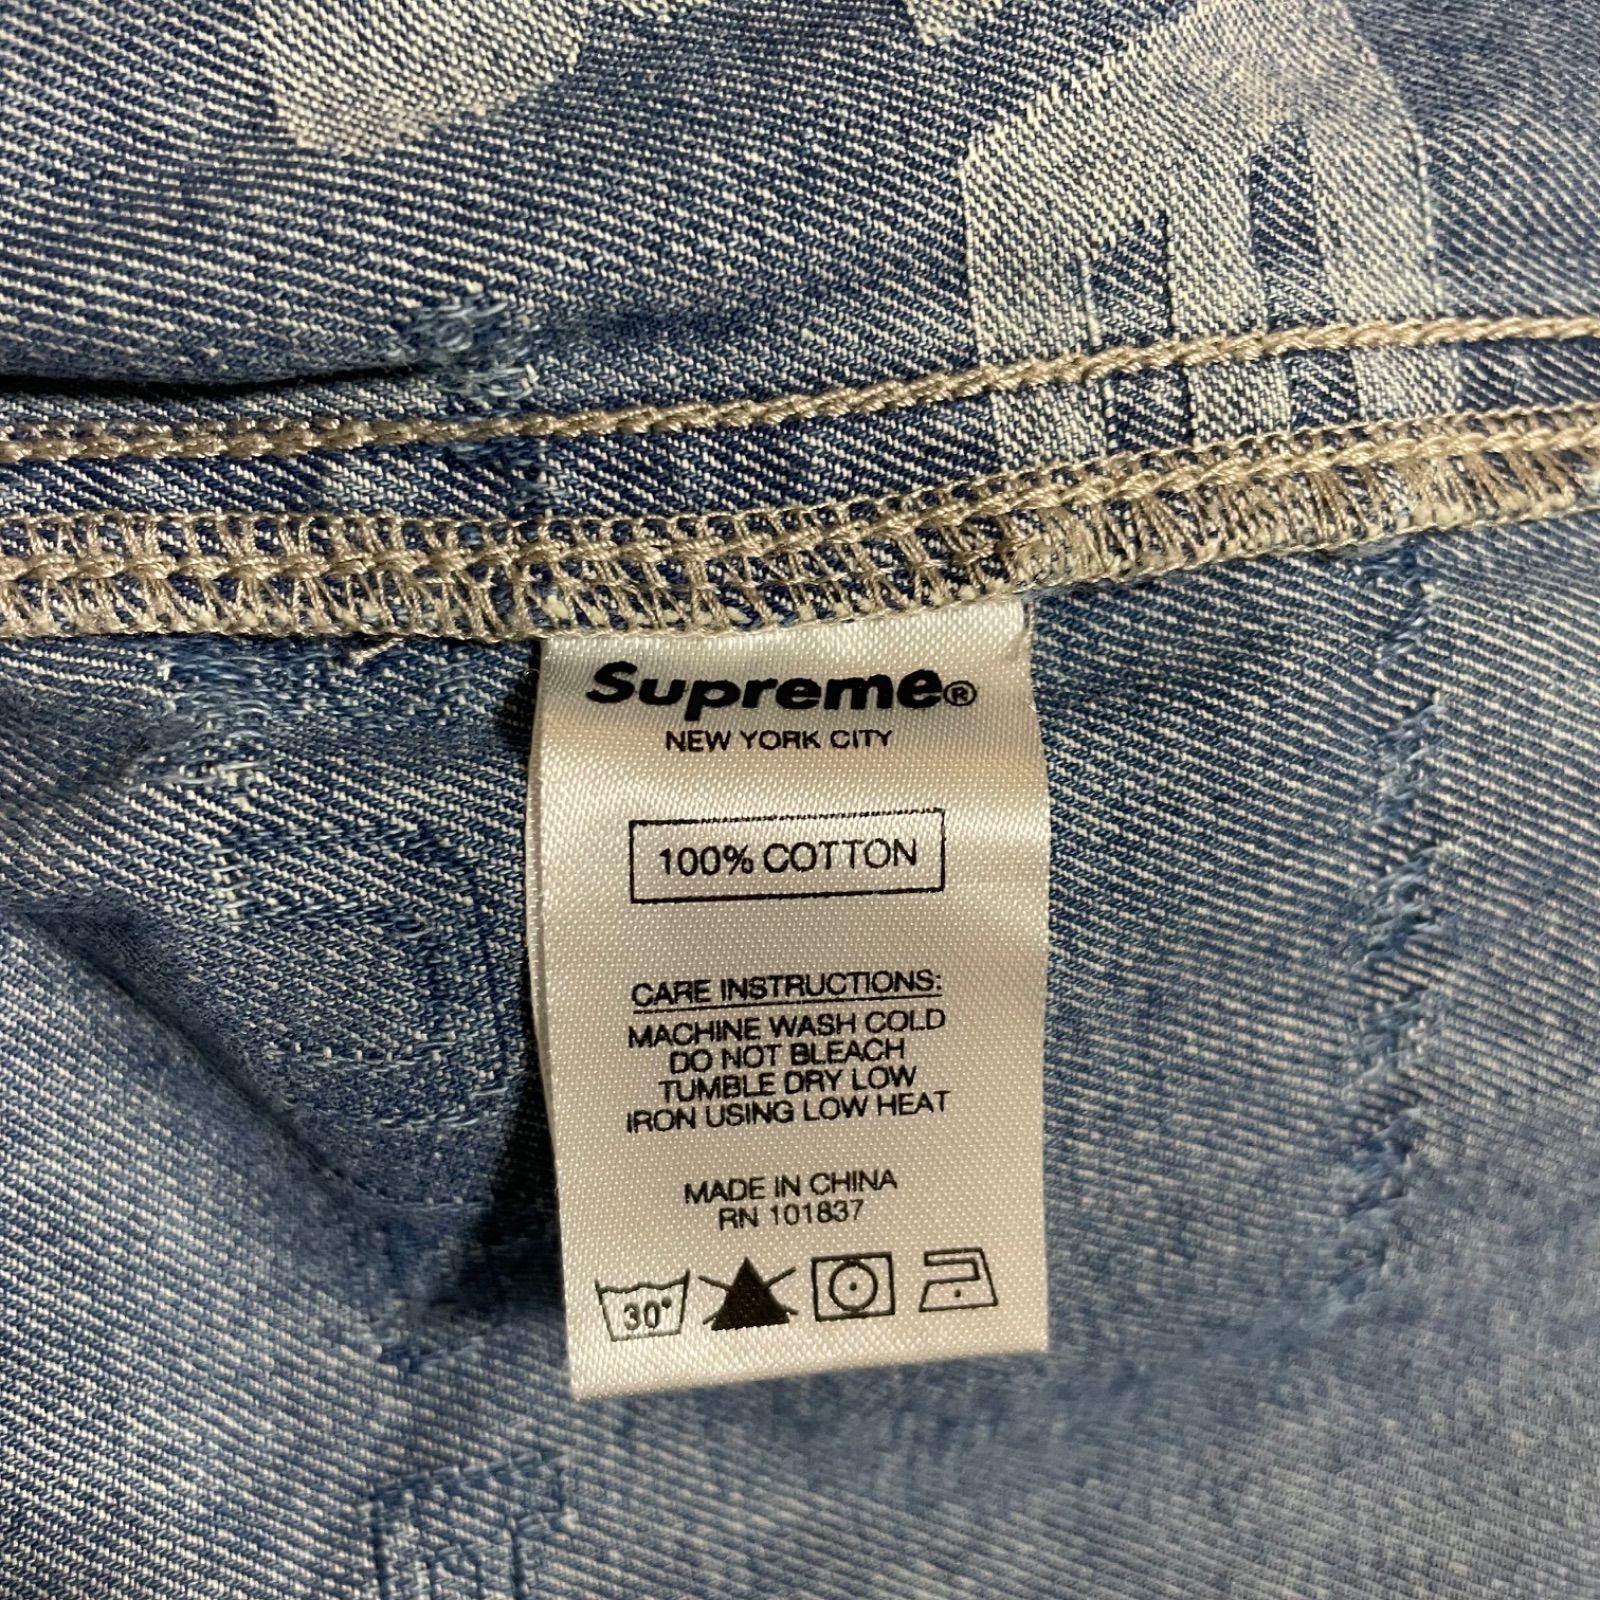 Supreme®
NEW YORK CITY
100% COTTON
CARE INSTRUCTIONS:
MACHINE WASH COLD
DO NOT BLEACH
TUMBLE DRY LOW
IRON USING LOW HEAT
MADE IN CHINA
RN 101837
30°